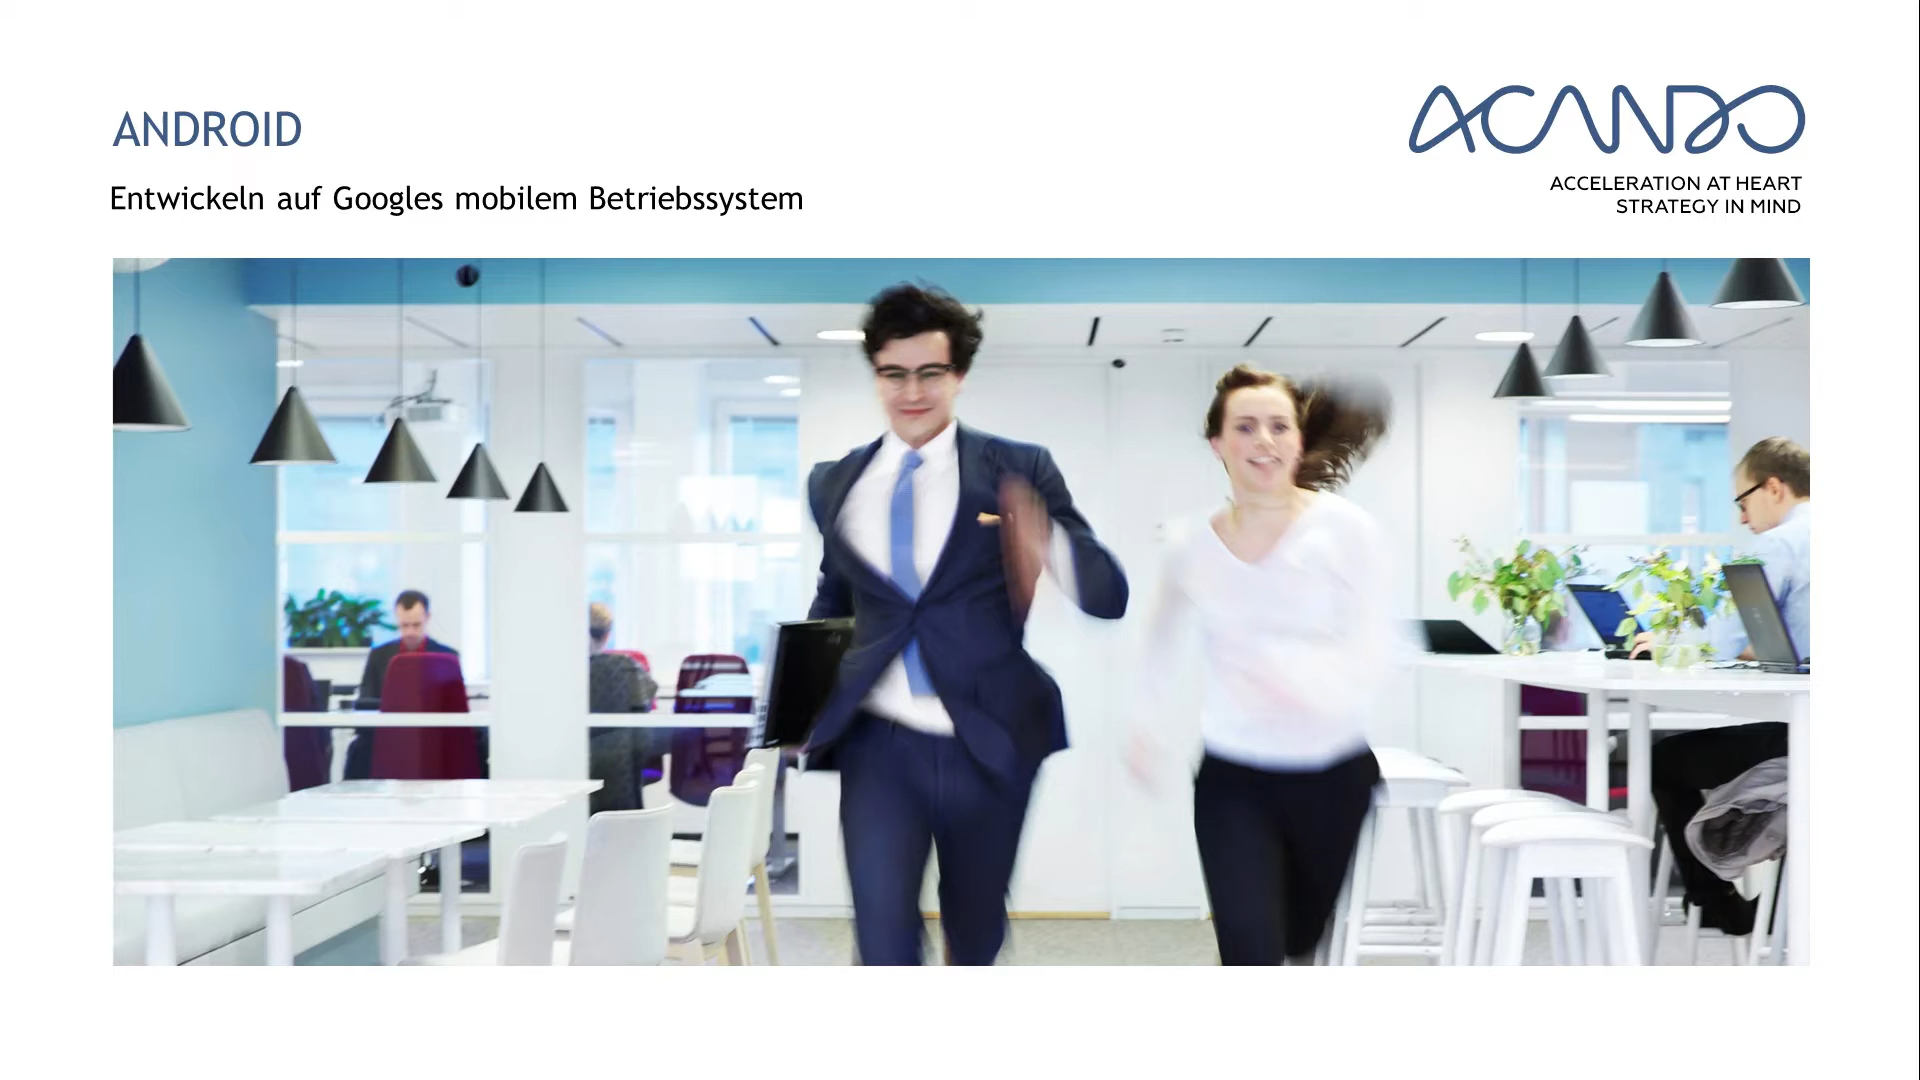 ANDROID
Entwickeln auf Googles mobilem Betriebssystem
ACANDO
ACCELERATION AT HEART
STRATEGY IN MIND